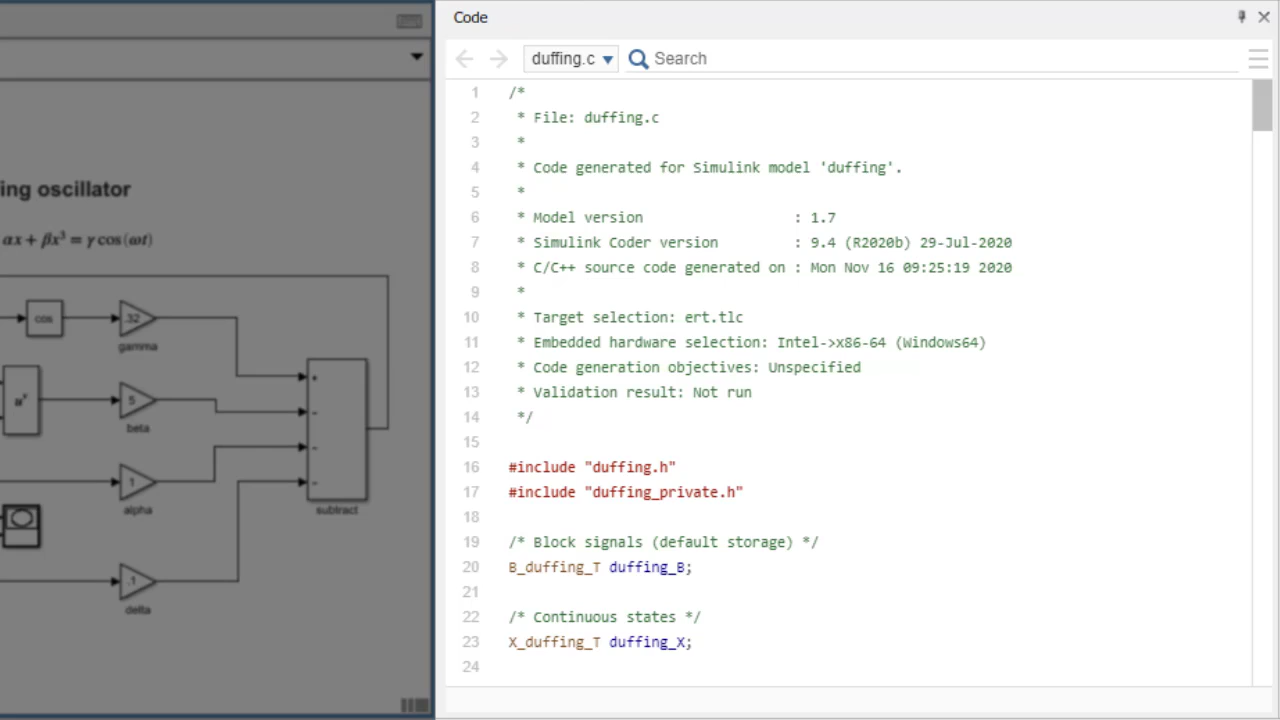 ing oscillator
αx + βx³ = γ cos(ωt)
cos
.32
gamma
uᵛ
5
beta
+
-
-
-
1
alpha
subtract
.1
delta
Code
duffing.c
Search
1 /*
2 * File: duffing.c
3 *
4 * Code generated for Simulink model 'duffing'.
5 *
6 * Model version : 1.7
7 * Simulink Coder version : 9.4 (R2020b) 29-Jul-2020
8 * C/C++ source code generated on : Mon Nov 16 09:25:19 2020
9 *
10 * Target selection: ert.tlc
11 * Embedded hardware selection: Intel->x86-64 (Windows64)
12 * Code generation objectives: Unspecified
13 * Validation result: Not run
14 */
15
16 #include "duffing.h"
17 #include "duffing_private.h"
18
19 /* Block signals (default storage) */
20 B_duffing_T duffing_B;
21
22 /* Continuous states */
23 X_duffing_T duffing_X;
24